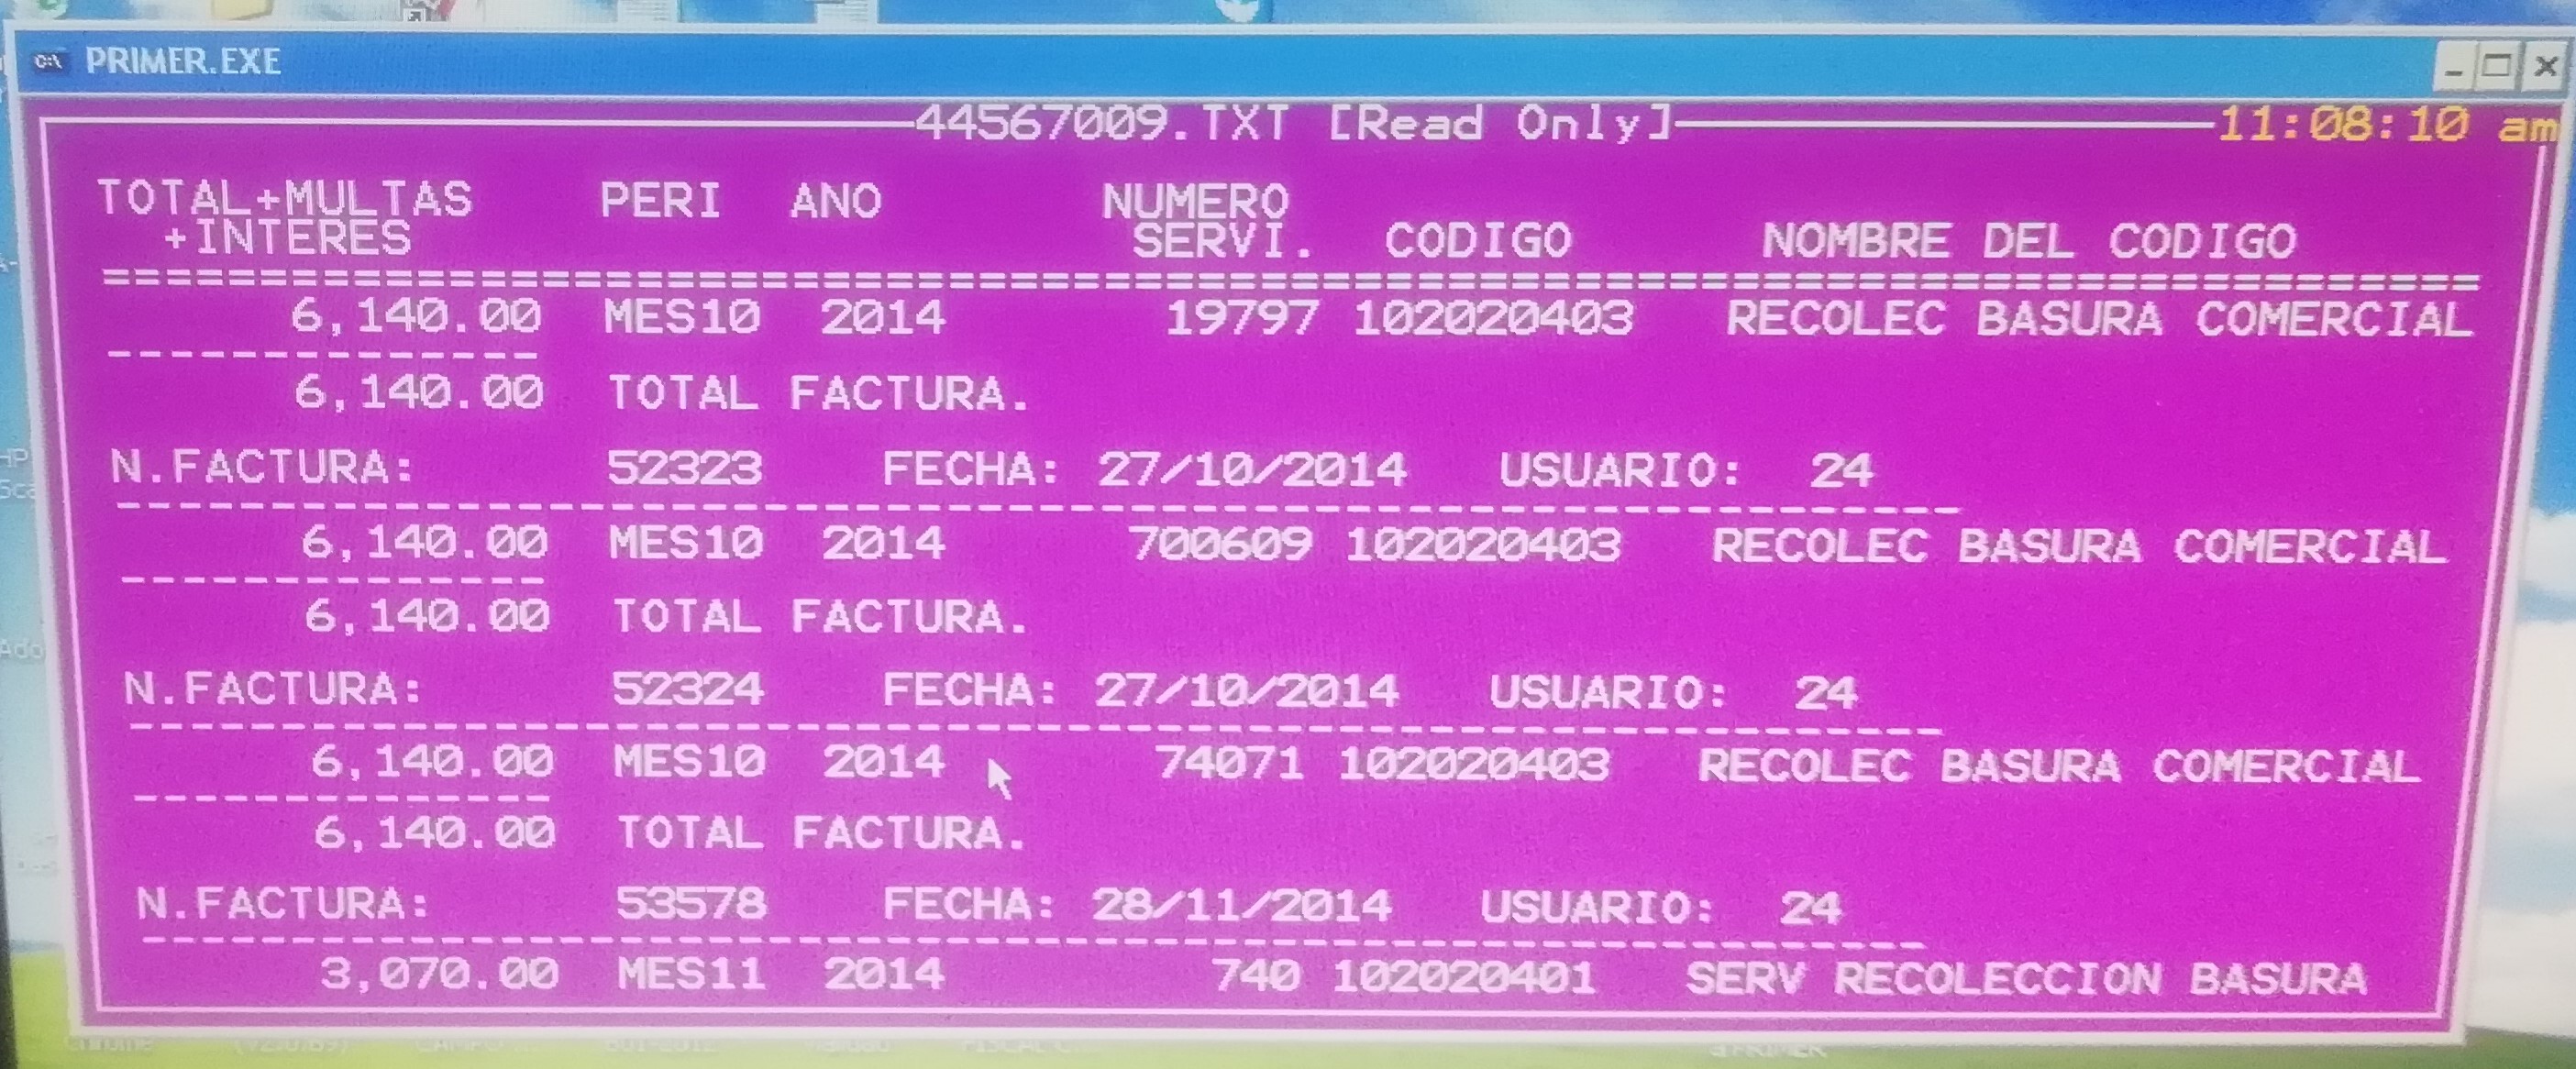 PRIMER.EXE
44567009.TXT [Read Only] 11:08:10 am
TOTAL+MULTAS PERI ANO NUMERO
+INTERES SERVI. CODIGO NOMBRE DEL CODIGO
============================================================================
6,140.00 MES10 2014 19797 102020403 RECOLEC BASURA COMERCIAL
--------------
6,140.00 TOTAL FACTURA.
N.FACTURA: 52323 FECHA: 27/10/2014 USUARIO: 24
------------------------------------------------------------
6,140.00 MES10 2014 700609 102020403 RECOLEC BASURA COMERCIAL
--------------
6,140.00 TOTAL FACTURA.
N.FACTURA: 52324 FECHA: 27/10/2014 USUARIO: 24
------------------------------------------------------------
6,140.00 MES10 2014 74071 102020403 RECOLEC BASURA COMERCIAL
--------------
6,140.00 TOTAL FACTURA.
N.FACTURA: 53578 FECHA: 28/11/2014 USUARIO: 24
------------------------------------------------------------
3,070.00 MES11 2014 740 102020401 SERV RECOLECCION BASURA